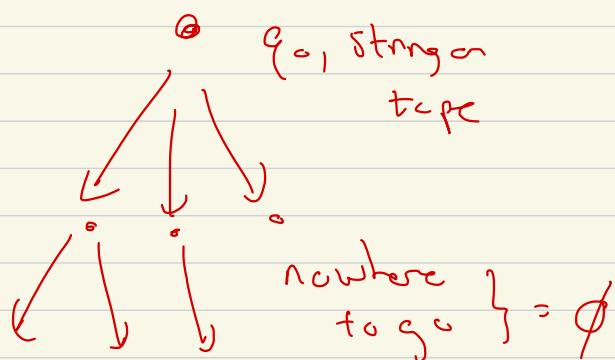 q₀, string on
tape
nowhere
to go } = ∅